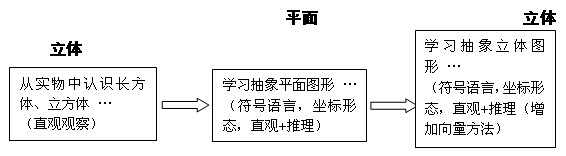 立体
从实物中认识长方
体、立方体 …
（直观观察）
平面
学习抽象平面图形 …
（符号语言，坐标形
态，直观+推理）
立体
学习抽象立体图
形 …
（符号语言，坐标形
态，直观+推理（增
加向量方法）